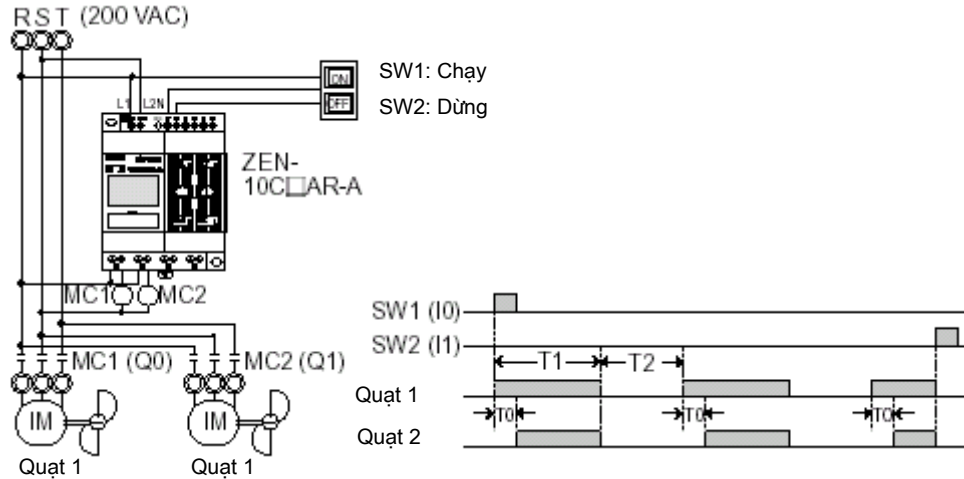 R S T (200 VAC)
ON
OFF
SW1: Chạy
SW2: Dừng
L1 L2N
ZEN-
10C□AR-A
MC1 MC2
MC1 (Q0)
MC2 (Q1)
IM
IM
Quạt 1
Quạt 1
SW1 (I0)
SW2 (I1)
T1
T2
Quạt 1
T0
T0
T0
Quạt 2